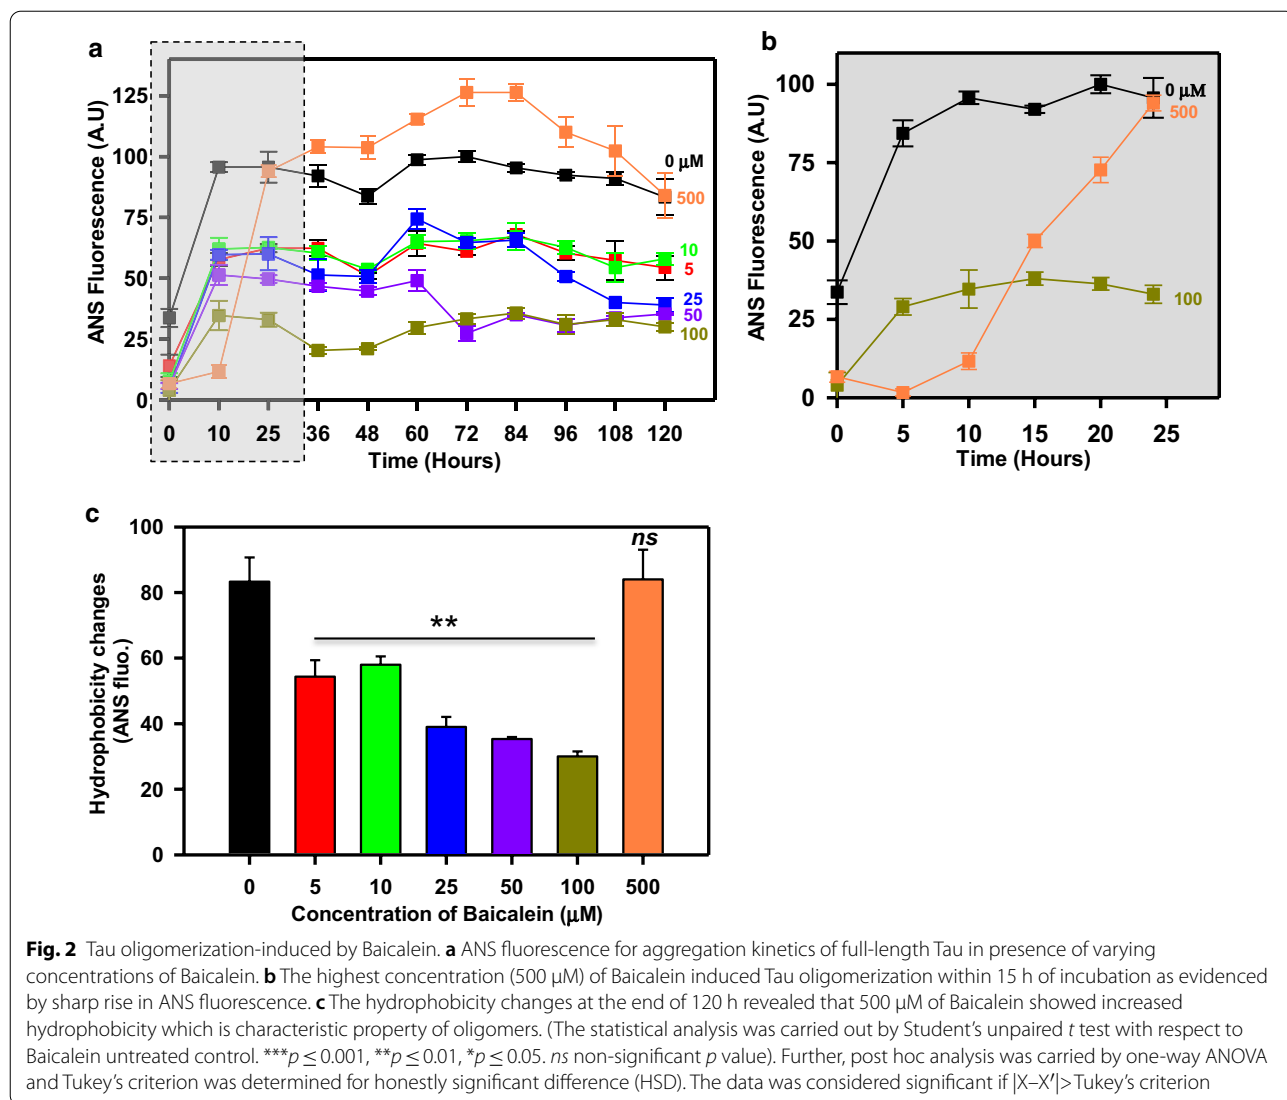 a
ANS Fluorescence (A.U)
125
100
75
50
25
0
0 10 25 36 48 60 72 84 96 108 120
Time (Hours)
0 µM
500
10
5
25
50
100
b
ANS Fluorescence (A.U)
100
75
50
25
0
0 5 10 15 20 25
Time (Hours)
0 µM
500
100
c
Hydrophobicity changes
(ANS fluo.)
100
80
60
40
20
0
**
ns
0 5 10 25 50 100 500
Concentration of Baicalein (µM)
Fig. 2 Tau oligomerization-induced by Baicalein. a ANS fluorescence for aggregation kinetics of full-length Tau in presence of varying
concentrations of Baicalein. b The highest concentration (500 µM) of Baicalein induced Tau oligomerization within 15 h of incubation as evidenced
by sharp rise in ANS fluorescence. c The hydrophobicity changes at the end of 120 h revealed that 500 µM of Baicalein showed increased
hydrophobicity which is characteristic property of oligomers. (The statistical analysis was carried out by Student's unpaired t test with respect to
Baicalein untreated control. ***p ≤ 0.001, **p ≤ 0.01, *p ≤ 0.05. ns non-significant p value). Further, post hoc analysis was carried by one-way ANOVA
and Tukey's criterion was determined for honestly significant difference (HSD). The data was considered significant if |X–X′|> Tukey's criterion